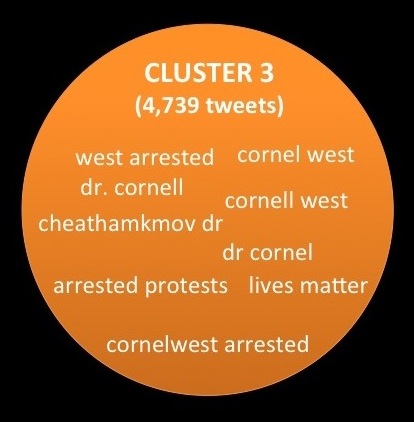 CLUSTER 3
(4,739 tweets)
west arrested
cornel west
dr. cornell
cornell west
cheathamkmov dr
dr cornel
arrested protests
lives matter
cornelwest arrested